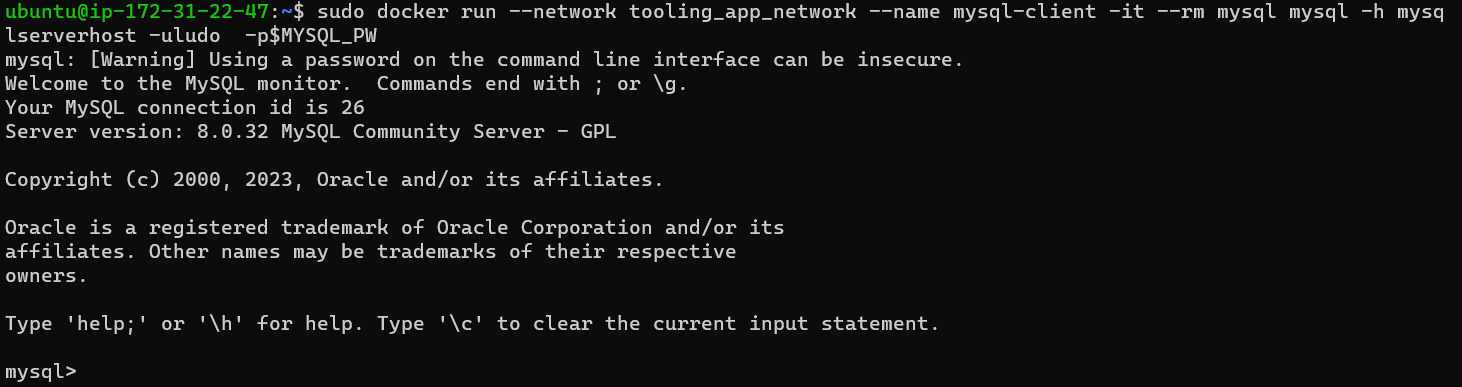 ubuntu@ip-172-31-22-47:~$ sudo docker run --network tooling_app_network --name mysql-client -it --rm mysql mysql -h mysq
lserverhost -uludo  -p$MYSQL_PW
mysql: [Warning] Using a password on the command line interface can be insecure.
Welcome to the MySQL monitor.  Commands end with ; or \g.
Your MySQL connection id is 26
Server version: 8.0.32 MySQL Community Server - GPL

Copyright (c) 2000, 2023, Oracle and/or its affiliates.

Oracle is a registered trademark of Oracle Corporation and/or its
affiliates. Other names may be trademarks of their respective
owners.

Type 'help;' or '\h' for help. Type '\c' to clear the current input statement.

mysql>